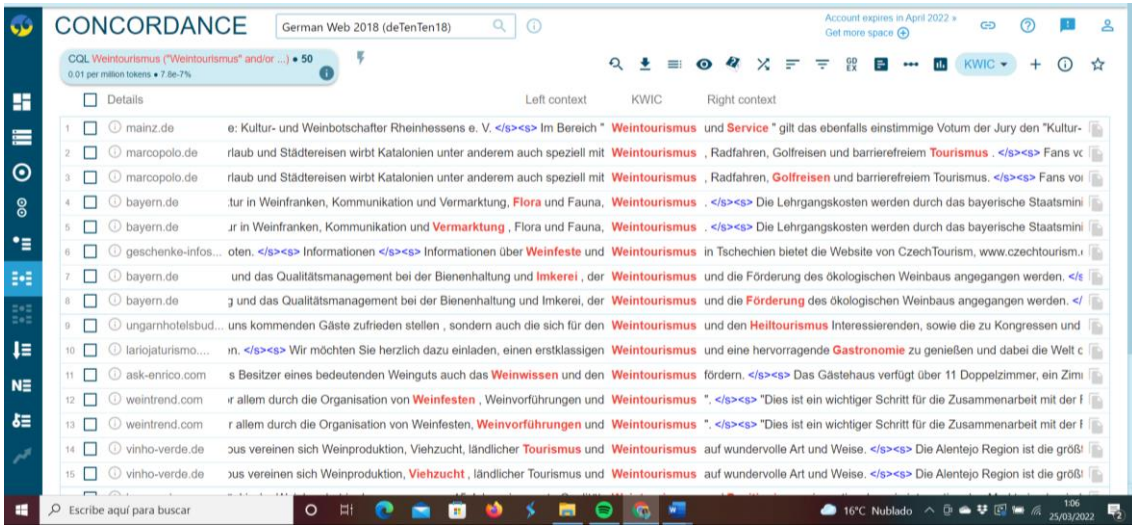 CONCORDANCE German Web 2018 (deTenTen18) Account expires in April 2022 »
Get more space
CQL Weintourismus ("Weintourismus" and/or ...) • 50
0.01 per million tokens • 7.6e-7%
GD EX KWIC
Details Left context KWIC Right context
1 mainz.de e: Kultur- und Weinbotschafter Rheinhessens e. V. </s><s> Im Bereich " Weintourismus und Service " gilt das ebenfalls einstimmige Votum der Jury den "Kultur-
2 marcopolo.de rlaub und Städtereisen wirbt Katalonien unter anderem auch speziell mit Weintourismus , Radfahren, Golfreisen und barrierefreiem Tourismus . </s><s> Fans vo
3 marcopolo.de rlaub und Städtereisen wirbt Katalonien unter anderem auch speziell mit Weintourismus , Radfahren, Golfreisen und barrierefreiem Tourismus. </s><s> Fans vo
4 bayern.de tur in Weinfranken, Kommunikation und Vermarktung, Flora und Fauna, Weintourismus . </s><s> Die Lehrgangskosten werden durch das bayerische Staatsmini
5 bayern.de ur in Weinfranken, Kommunikation und Vermarktung , Flora und Fauna, Weintourismus . </s><s> Die Lehrgangskosten werden durch das bayerische Staatsmini
6 geschenke-infos... oten. </s><s> Informationen </s><s> Informationen über Weinfeste und Weintourismus in Tschechien bietet die Website von CzechTourism, www.czechtourism.
7 bayern.de und das Qualitätsmanagement bei der Bienenhaltung und Imkerei , der Weintourismus und die Förderung des ökologischen Weinbaus angegangen werden. </s
8 bayern.de g und das Qualitätsmanagement bei der Bienenhaltung und Imkerei, der Weintourismus und die Förderung des ökologischen Weinbaus angegangen werden. </
9 ungarnhotelsbud... uns kommenden Gäste zufrieden stellen , sondern auch die sich für den Weintourismus und den Heiltourismus Interessierenden, sowie die zu Kongressen und
10 lariojaturismo.... n. </s><s> Wir möchten Sie herzlich dazu einladen, einen erstklassigen Weintourismus und eine hervorragende Gastronomie zu genießen und dabei die Welt
11 ask-enrico.com s Besitzer eines bedeutenden Weinguts auch das Weinwissen und den Weintourismus fördern. </s><s> Das Gästehaus verfügt über 11 Doppelzimmer, ein Zim
12 weintrend.com r allem durch die Organisation von Weinfesten , Weinvorführungen und Weintourismus ". </s><s> "Dies ist ein wichtiger Schritt für die Zusammenarbeit mit der
13 weintrend.com r allem durch die Organisation von Weinfesten, Weinvorführungen und Weintourismus ". </s><s> "Dies ist ein wichtiger Schritt für die Zusammenarbeit mit der
14 vinho-verde.de ous vereinen sich Weinproduktion, Viehzucht, ländlicher Tourismus und Weintourismus auf wundervolle Art und Weise. </s><s> Die Alentejo Region ist die größ
15 vinho-verde.de ous vereinen sich Weinproduktion, Viehzucht , ländlicher Tourismus und Weintourismus auf wundervolle Art und Weise. </s><s> Die Alentejo Region ist die größ
Escribe aquí para buscar 16°C Nublado 1:06
25/03/2022